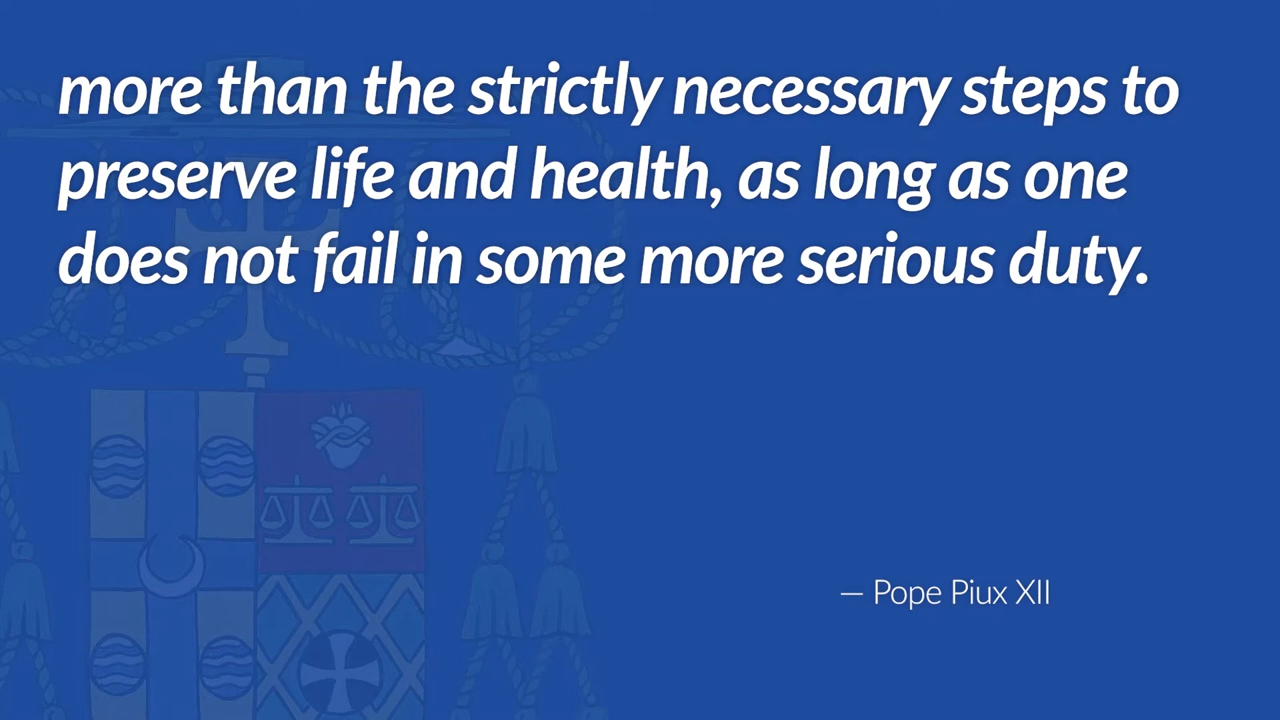 more than the strictly necessary steps to
preserve life and health, as long as one
does not fail in some more serious duty.
— Pope Piux XII